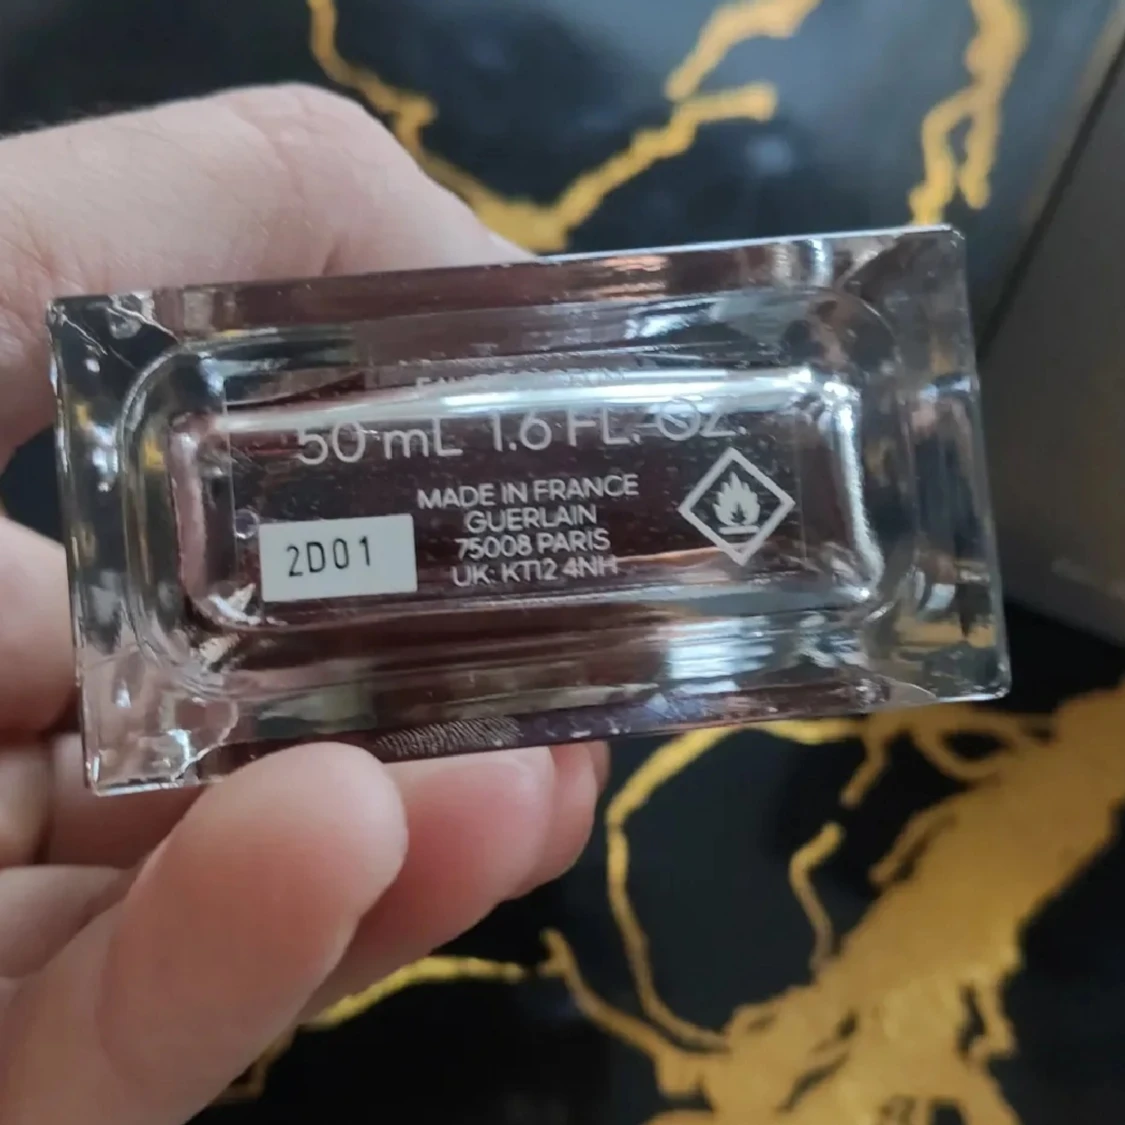 50 mL 1.6 FL. OZ.
MADE IN FRANCE
GUERLAIN
75008 PARIS
UK: KT12 4NH
2D01